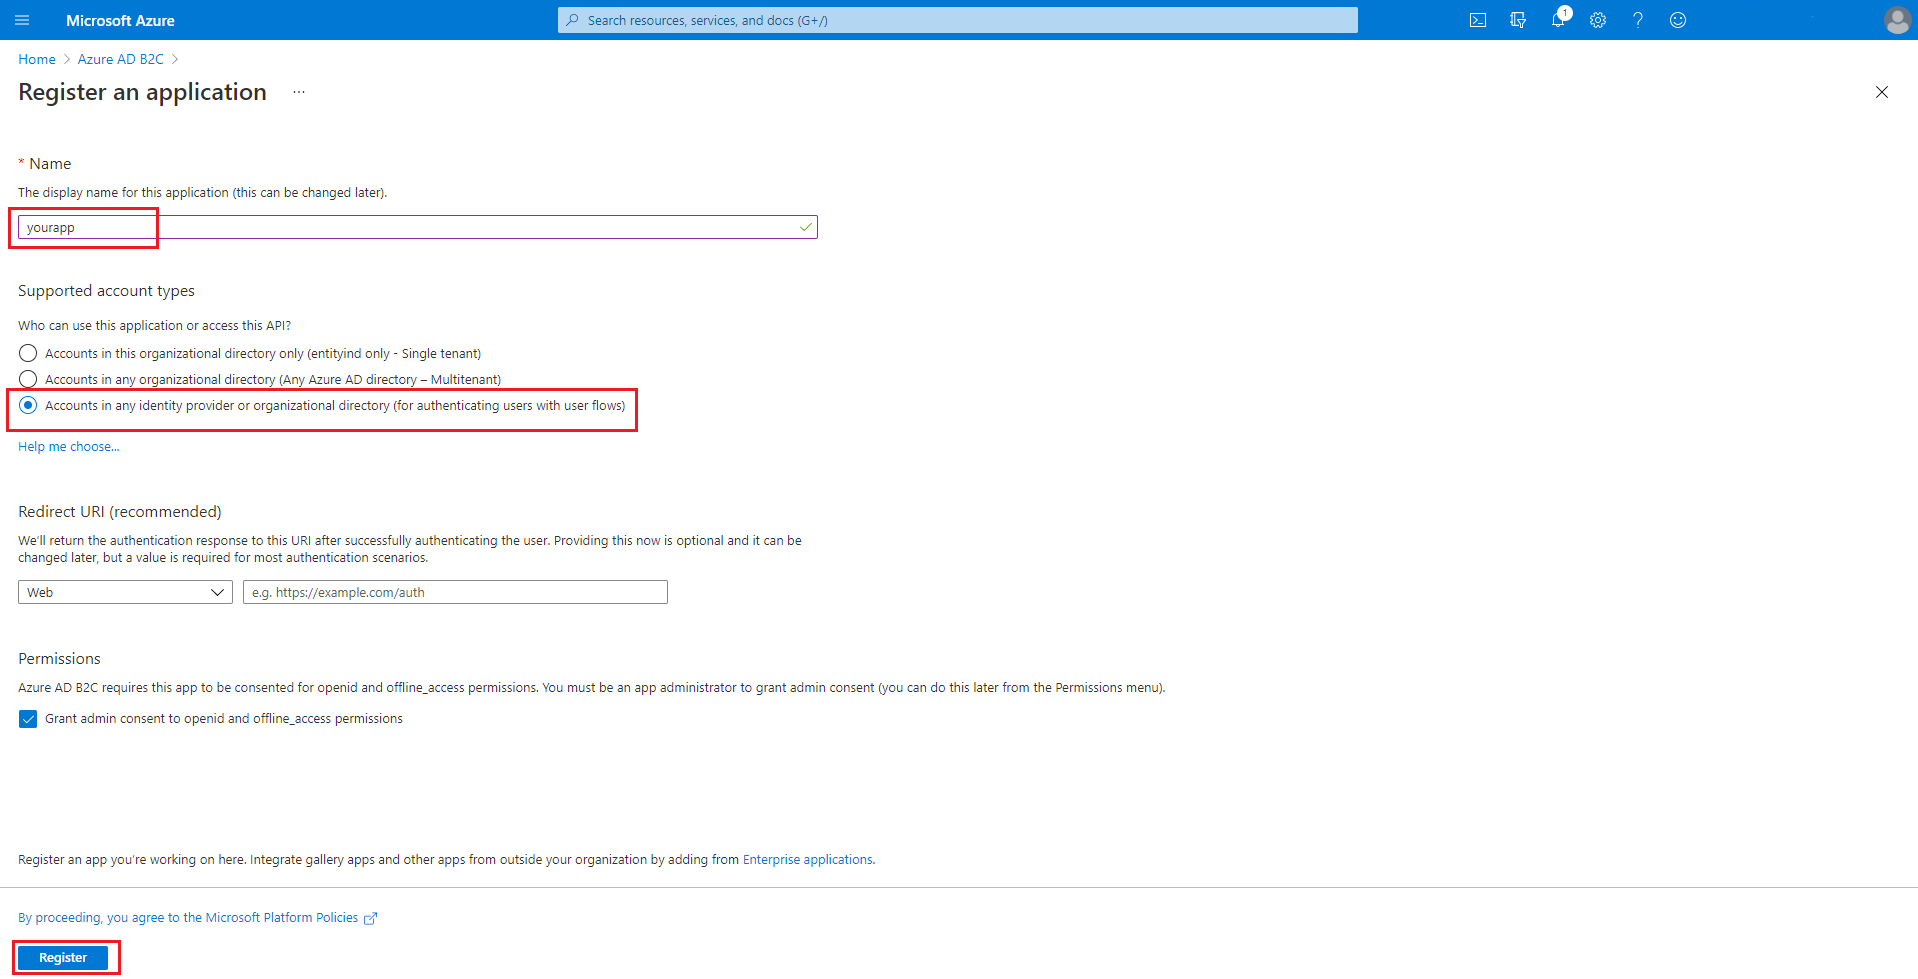 Microsoft Azure
Search resources, services, and docs (G+/)
1
Home > Azure AD B2C >
Register an application ...
* Name
The display name for this application (this can be changed later).
yourapp
Supported account types
Who can use this application or access this API?
Accounts in this organizational directory only (entityind only - Single tenant)
Accounts in any organizational directory (Any Azure AD directory – Multitenant)
Accounts in any identity provider or organizational directory (for authenticating users with user flows)
Help me choose...
Redirect URI (recommended)
We'll return the authentication response to this URI after successfully authenticating the user. Providing this now is optional and it can be
changed later, but a value is required for most authentication scenarios.
Web
e.g. https://example.com/auth
Permissions
Azure AD B2C requires this app to be consented for openid and offline_access permissions. You must be an app administrator to grant admin consent (you can do this later from the Permissions menu).
Grant admin consent to openid and offline_access permissions
Register an app you're working on here. Integrate gallery apps and other apps from outside your organization by adding from Enterprise applications.
By proceeding, you agree to the Microsoft Platform Policies
Register